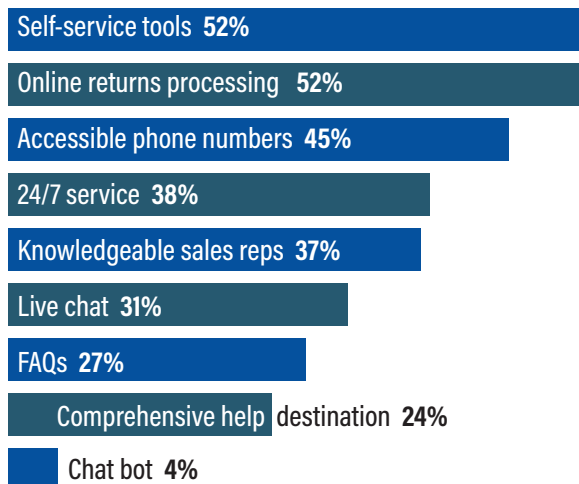 Self-service tools 52%
Online returns processing 52%
Accessible phone numbers 45%
24/7 service 38%
Knowledgeable sales reps 37%
Live chat 31%
FAQs 27%
Comprehensive help destination 24%
Chat bot 4%